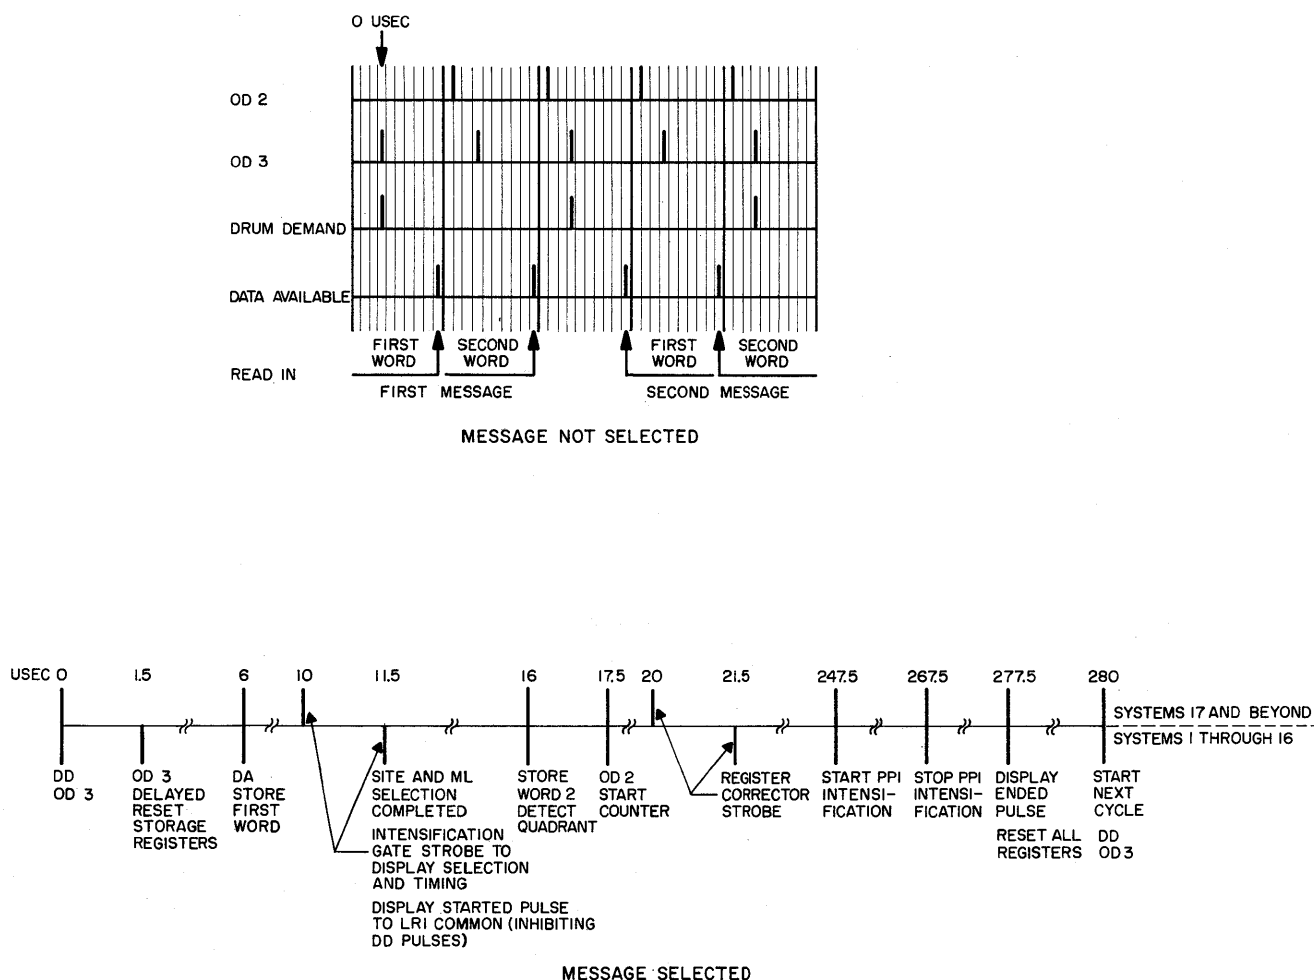 0 USEC
OD 2
OD 3
DRUM DEMAND
DATA AVAILABLE
FIRST WORD
SECOND WORD
FIRST WORD
SECOND WORD
READ IN
FIRST MESSAGE
SECOND MESSAGE
MESSAGE NOT SELECTED
USEC 0 1.5 6 10 11.5 16 17.5 20 21.5 247.5 267.5 277.5 280
SYSTEMS 17 AND BEYOND
SYSTEMS 1 THROUGH 16
DD
OD 3
OD 3
DELAYED
RESET
STORAGE
REGISTERS
DA
STORE
FIRST
WORD
SITE AND ML
SELECTION
COMPLETED
INTENSIFICATION
GATE STROBE TO
DISPLAY SELECTION
AND TIMING
DISPLAY STARTED PULSE
TO LRI COMMON (INHIBITING
DD PULSES)
STORE
WORD 2
DETECT
QUADRANT
OD 2
START
COUNTER
REGISTER
CORRECTOR
STROBE
START PPI
INTENSI-
FICATION
STOP PPI
INTENSI-
FICATION
DISPLAY
ENDED
PULSE
RESET ALL
REGISTERS
START
NEXT
CYCLE
DD
OD 3
MESSAGE SELECTED